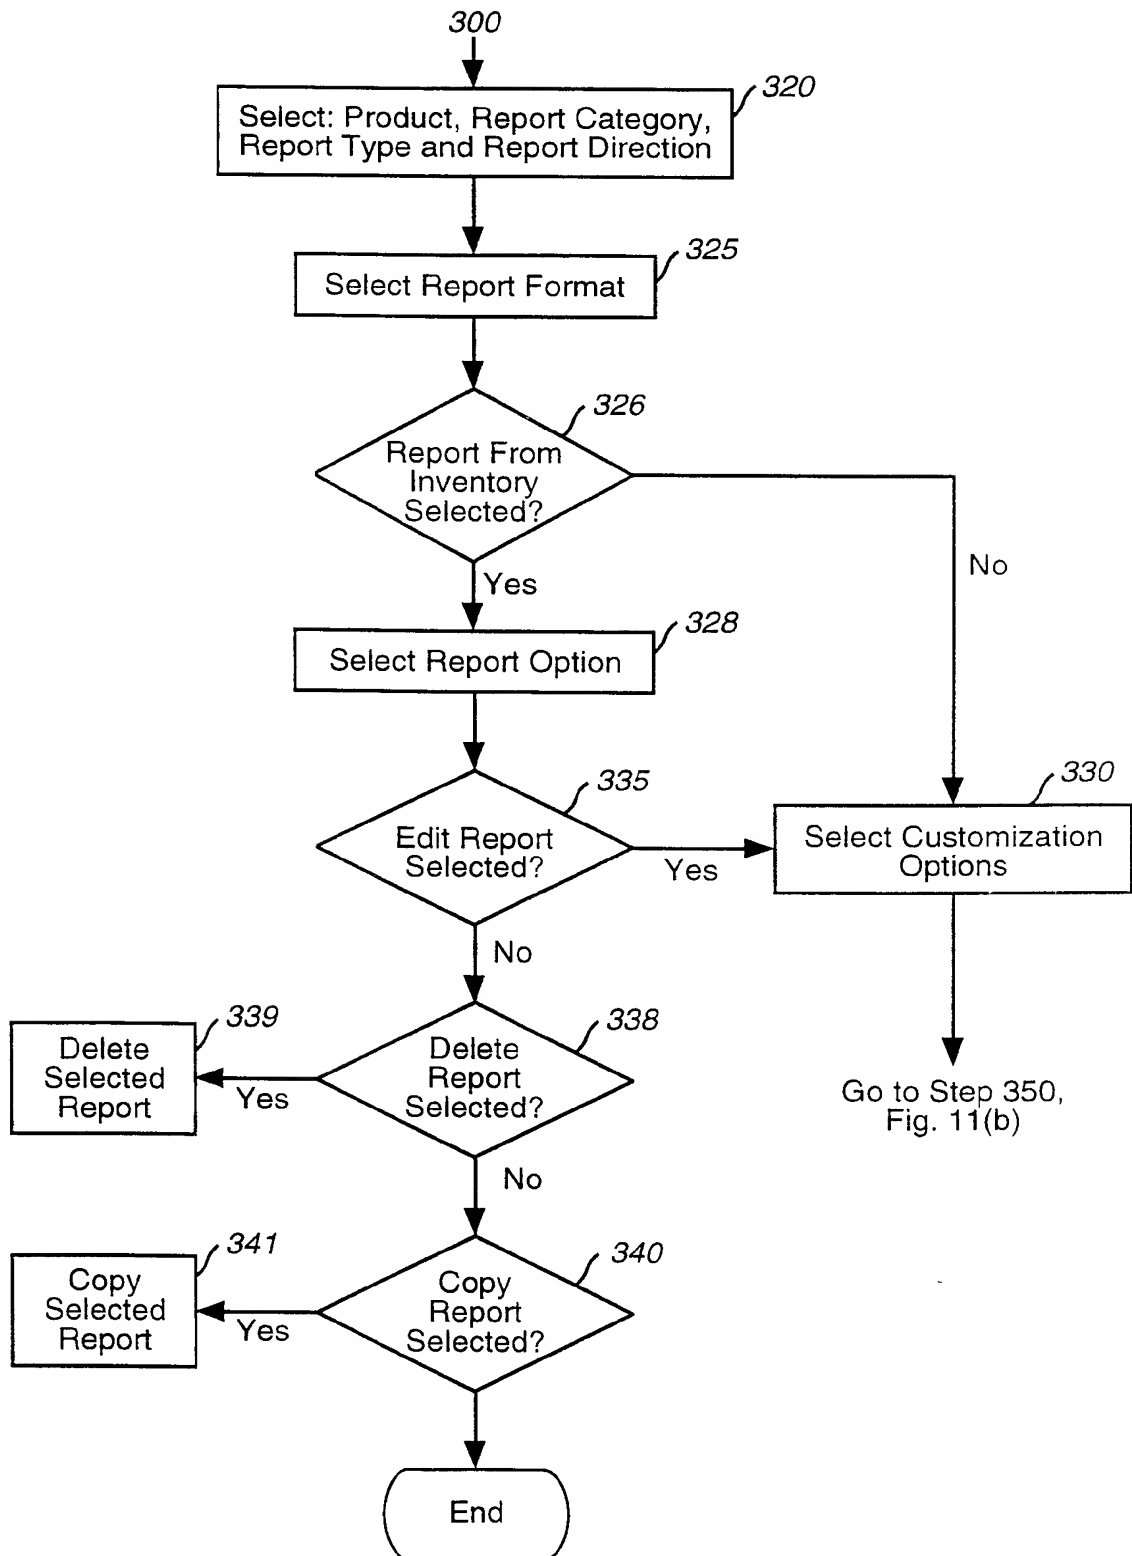 300
320
Select: Product, Report Category,
Report Type and Report Direction
325
Select Report Format
326
Report From
Inventory
Selected?
No
Yes
328
Select Report Option
335
Edit Report
Selected?
Yes
330
Select Customization
Options
No
339
Delete
Selected
Report
Yes
338
Delete
Report
Selected?
Go to Step 350,
Fig. 11(b)
No
341
Copy
Selected
Report
Yes
340
Copy
Report
Selected?
End